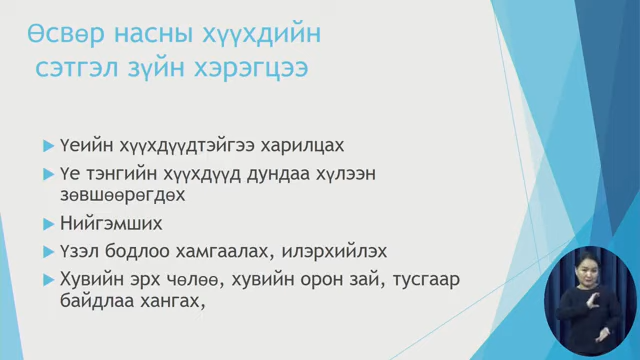 Өсвөр насны хүүхдийн
сэтгэл зүйн хэрэгцээ
Үеийн хүүхдүүдтэйгээ харилцах
Үе тэнгийн хүүхдүүд дундаа хүлээн
зөвшөөрөгдөх
Нийгэмших
Үзэл бодлоо хамгаалах, илэрхийлэх
Хувийн эрх чөлөө, хувийн орон зай, тусгаар
байдлаа хангах,